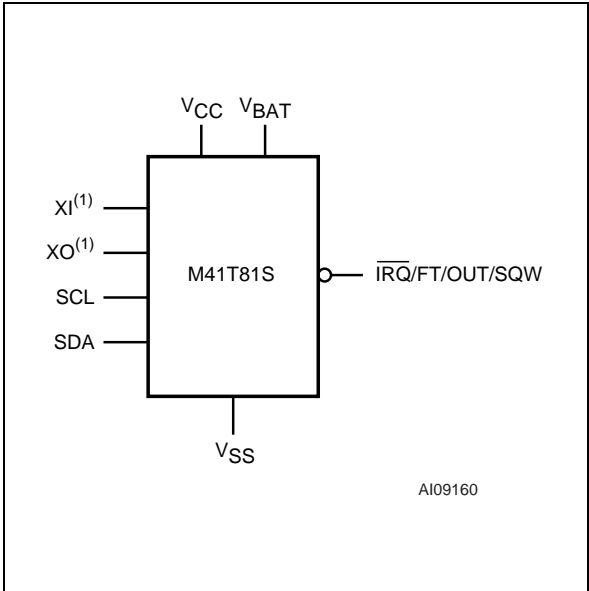 VCC VBAT
XI(1)
XO(1)
SCL
SDA
M41T81S
IRQ/FT/OUT/SQW
VSS
AI09160